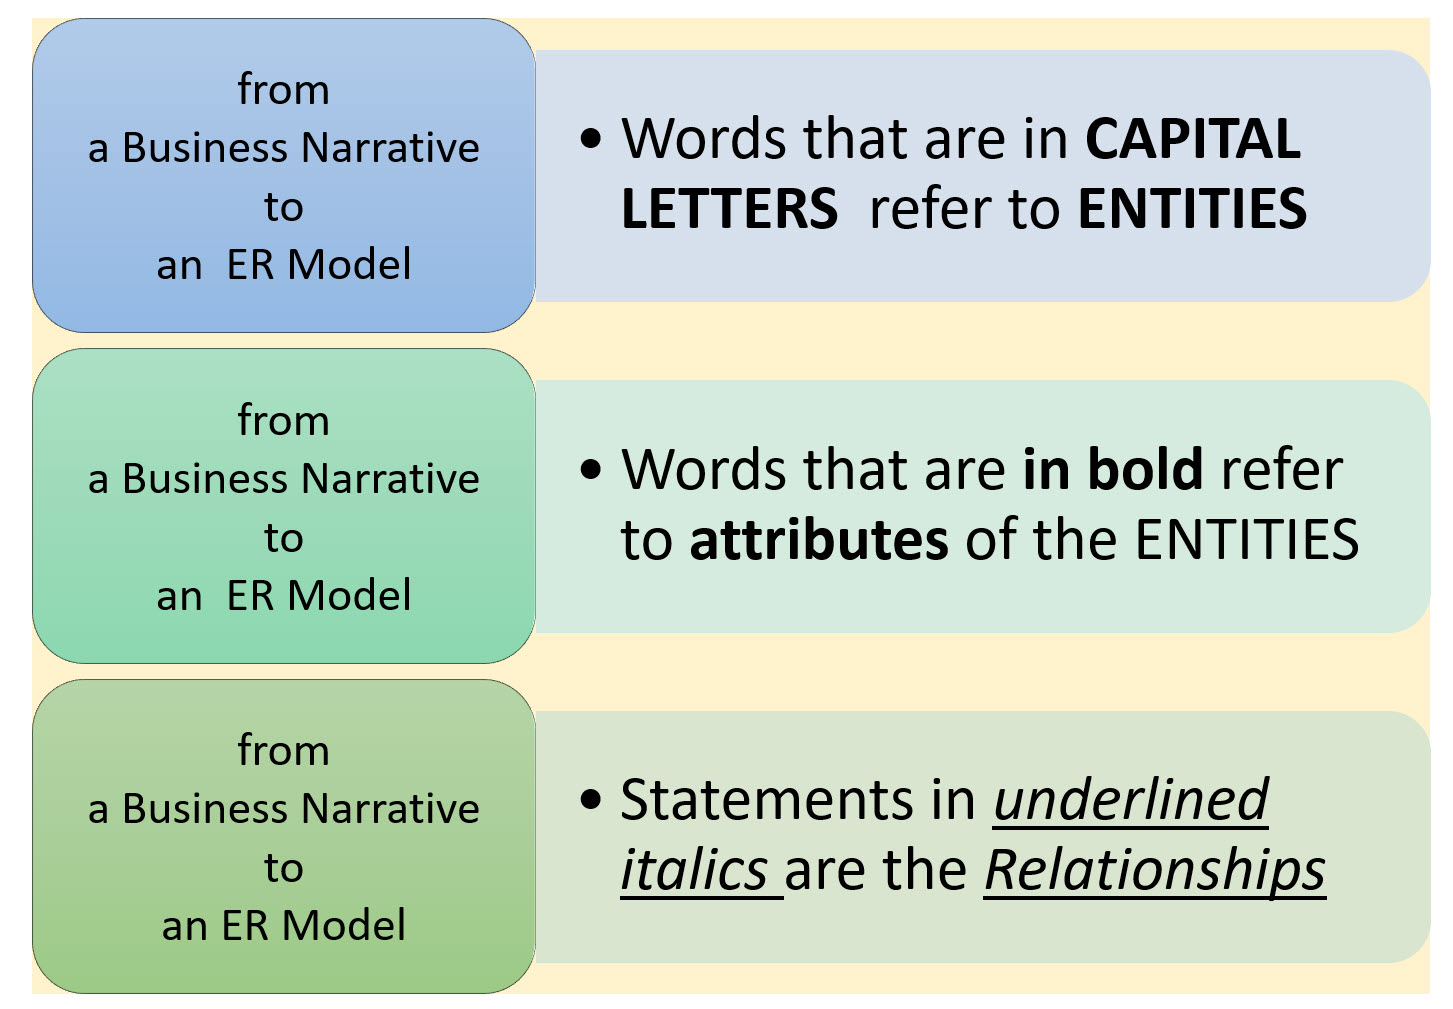 from
a Business Narrative
to
an ER Model
• Words that are in CAPITAL
LETTERS refer to ENTITIES
from
a Business Narrative
to
an ER Model
• Words that are in bold refer
to attributes of the ENTITIES
from
a Business Narrative
to
an ER Model
• Statements in underlined
italics are the Relationships